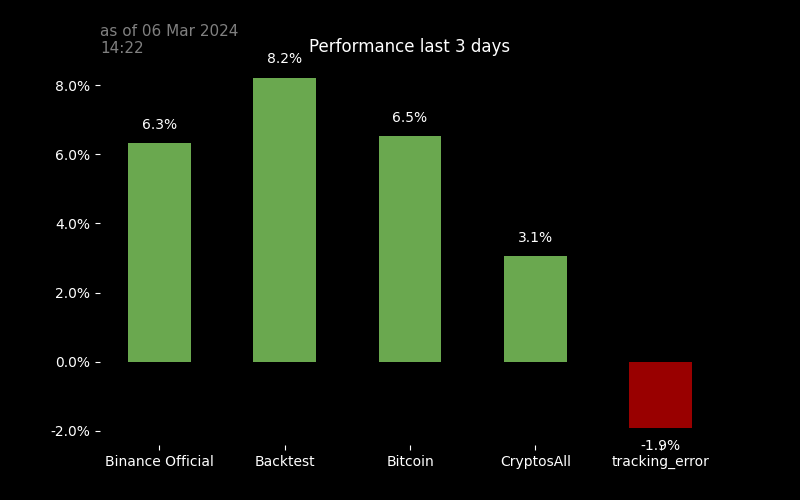 as of 06 Mar 2024
14:22
Performance last 3 days
8.2%
8.0%
6.3%
6.5%
6.0%
4.0%
3.1%
2.0%
0.0%
-2.0%
-1.9%
Binance Official
Backtest
Bitcoin
CryptosAll
tracking_error